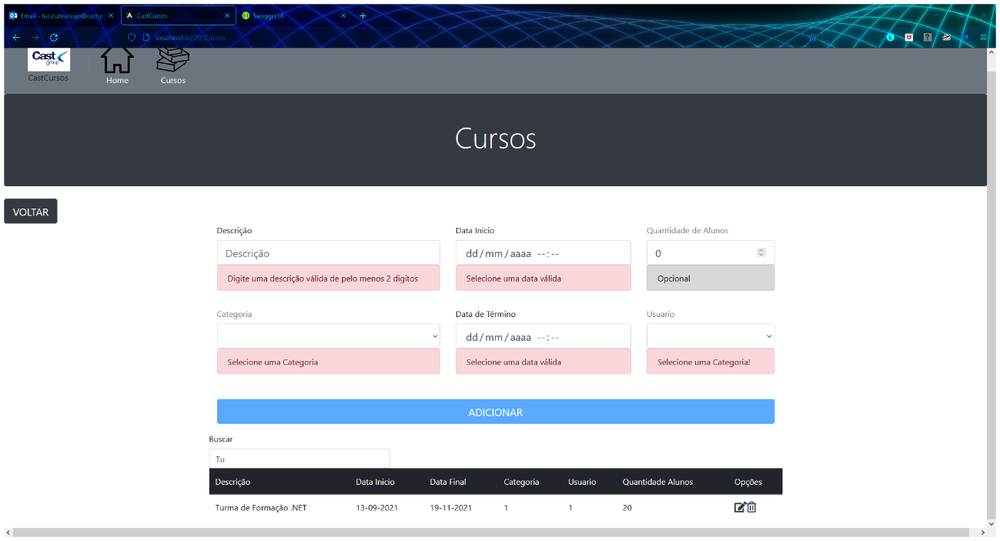 Email – lucas.dearaujo@castgro
CastCursos
Swagger UI
localhost:4200/Cursos
Cast
group
CastCursos
Home
Cursos
Cursos
VOLTAR
Descrição
Data Inicio
Quantidade de Alunos
Descrição
dd/mm/aaaa --:--
0
Digite uma descrição válida de pelo menos 2 digitos
Selecione uma data válida
Opcional
Categoria
Data de Término
Usuario
dd/mm/aaaa --:--
Selecione uma Categoria
Selecione uma data válida
Selecione uma Categoria!
ADICIONAR
Buscar
Tu
Descrição Data Inicio Data Final Categoria Usuario Quantidade Alunos Opções
Turma de Formação .NET 13-09-2021 19-11-2021 1 1 20